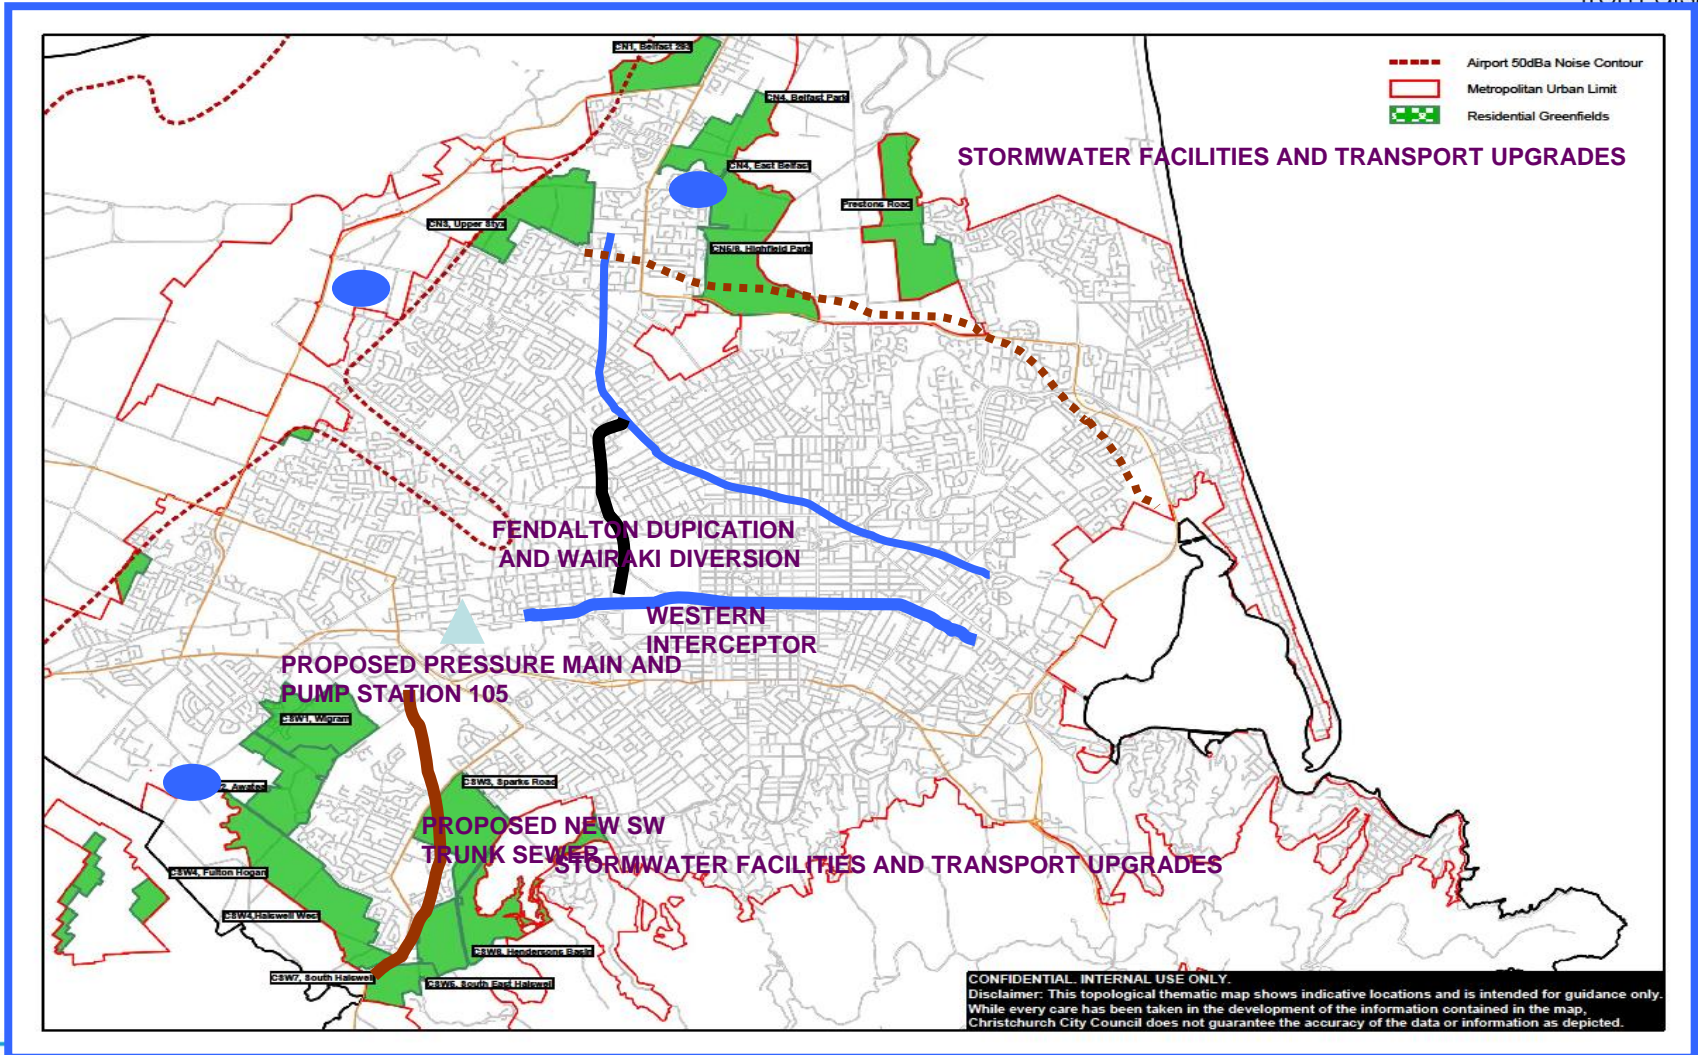 CN1, Belfast 293
Airport 50dBa Noise Contour
Metropolitan Urban Limit
Residential Greenfields
CN4, Belfast Park
STORMWATER FACILITIES AND TRANSPORT UPGRADES
CN4, East Belfast
Prestons Road
CN3, Upper Styx
CN5/6, Highfield Park
FENDALTON DUPICATION
AND WAIRAKI DIVERSION
WESTERN
INTERCEPTOR
PROPOSED PRESSURE MAIN AND
PUMP STATION 105
CSW1, Wigram
CSW3, Sparks Road
Awatea
PROPOSED NEW SW
TRUNK SEWER
STORMWATER FACILITIES AND TRANSPORT UPGRADES
CSW4, Fulton Hogan
CSW4,Halswell West
CSW6, Hendersons Basin
CSW7, South Halswell
CSW5, South East Halswell
CONFIDENTIAL. INTERNAL USE ONLY.
Disclaimer: This topological thematic map shows indicative locations and is intended for guidance only.
While every care has been taken in the development of the information contained in the map,
Christchurch City Council does not guarantee the accuracy of the data or information as depicted.